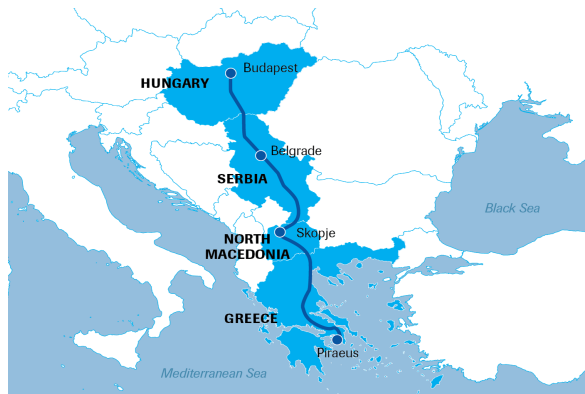 Budapest
HUNGARY
Belgrade
SERBIA
Black Sea
Skopje
NORTH
MACEDONIA
GREECE
Piraeus
Mediterranean Sea